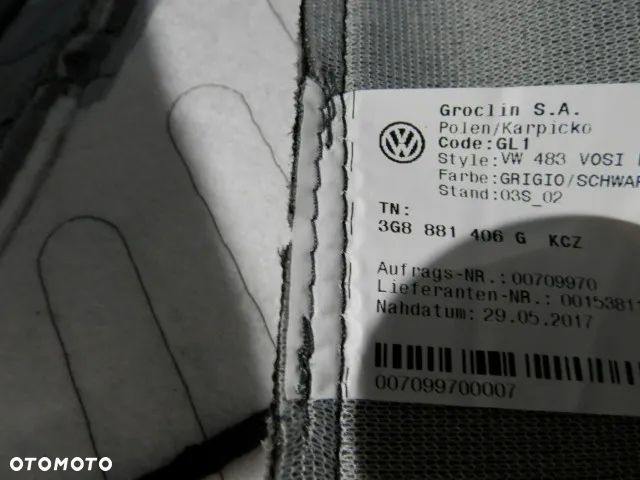 Groclin S.A.
Polen/Karpicko
Code:GL1
Style:VW 483 VOSI
Farbe:GRIGIO/SCHWAR
Stand:03S_02
TN:
3G8 881 406 G KCZ
Aufrags-NR.:00709970
Lieferanten-NR.: 00153811
Nahdatum: 29.05.2017
007099700007
OTOMOTO